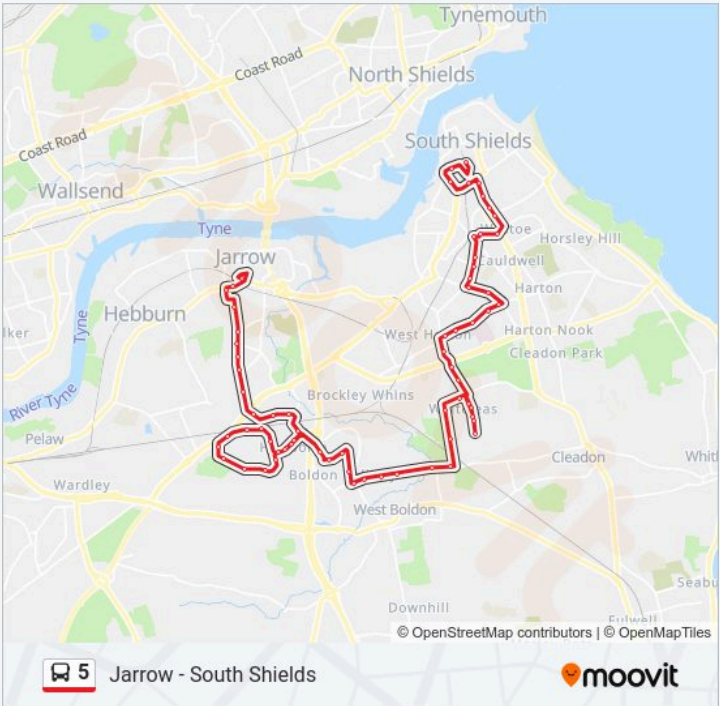 Tynemouth
Coast Road
North Shields
Coast Road
South Shields
Wallsend
Tyne
Horsley Hill
Jarrow
Cauldwell
Harton
Hebburn
Tyne
Harton Nook
Cleadon Park
Brockley Whins
River Tyne
Pelaw
Cleadon
Wardley
Boldon
West Boldon
Downhill
© OpenStreetMap contributors | © OpenMapTiles
5 Jarrow - South Shields
moovit